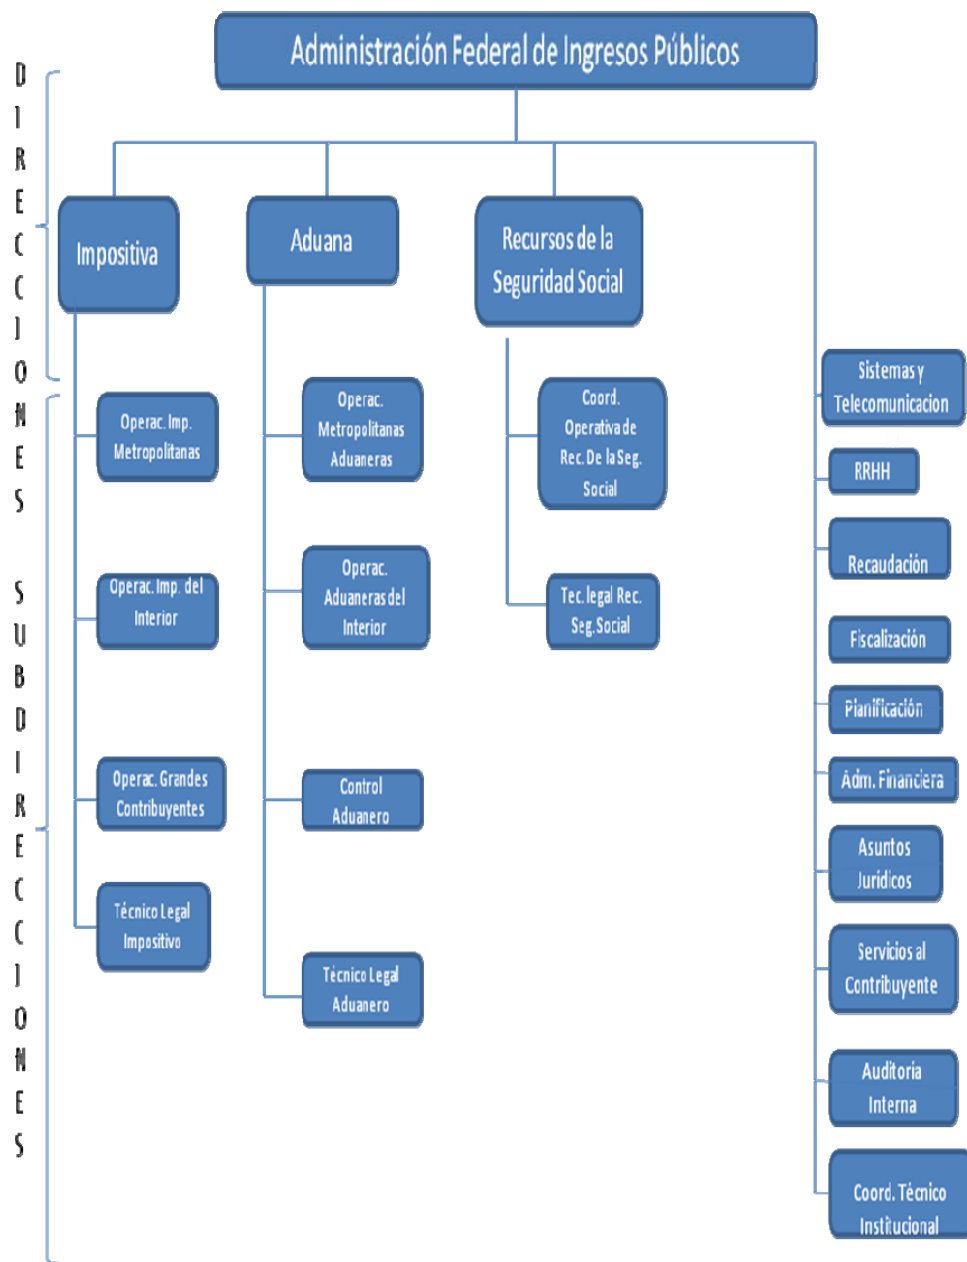 Administración Federal de Ingresos Públicos
DIRECCIONES
SUBDIRECCIONES
Impositiva
Operac. Imp.
Metropolitanas
Operac. Imp. del
Interior
Operac. Grandes
Contribuyentes
Técnico Legal
Impositivo
Aduana
Operac.
Metropolitanas
Aduaneras
Operac.
Aduaneras del
Interior
Control
Aduanero
Técnico Legal
Aduanero
Recursos de la
Seguridad Social
Coord.
Operativa de
Rec. De la Seg.
Social
Tec. legal Rec.
Seg. Social
Sistemas y
Telecomunicacion
RRHH
Recaudación
Fiscalización
Planificación
Adm. Financiera
Asuntos
Jurídicos
Servicios al
Contribuyente
Auditoría
Interna
Coord. Técnico
Institucional